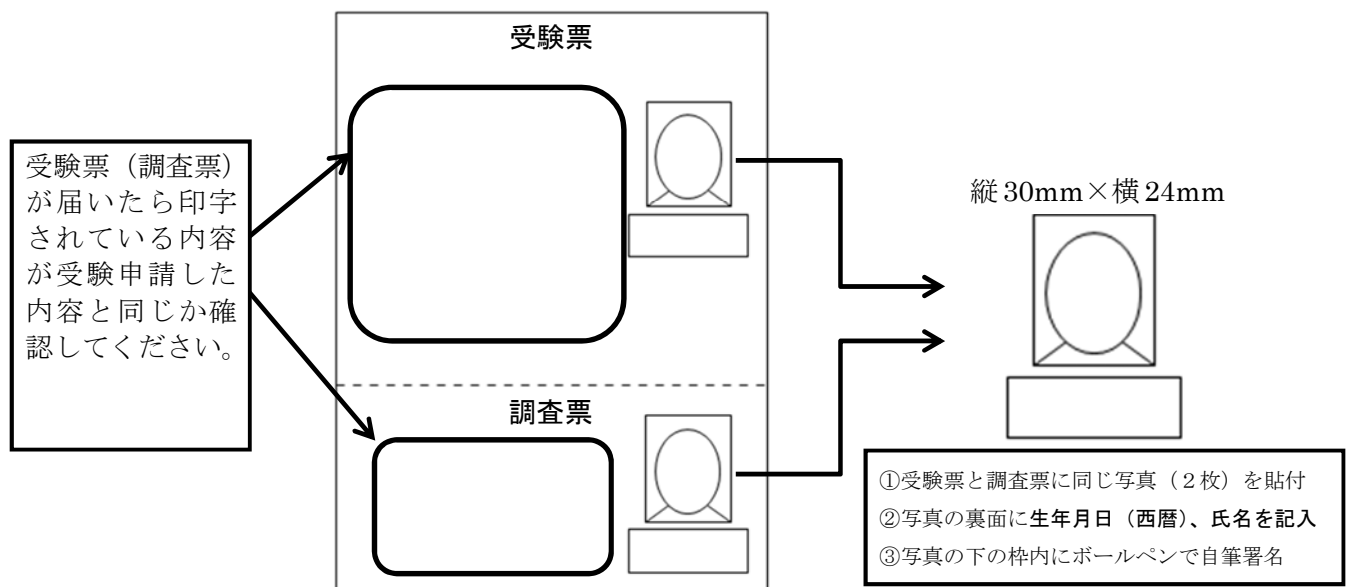 受験票
受験票（調査票）
が届いたら印字
されている内容
が受験申請した
内容と同じか確
認してください。
縦30mm×横24mm
調査票
①受験票と調査票に同じ写真（２枚）を貼付
②写真の裏面に生年月日（西暦）、氏名を記入
③写真の下の枠内にボールペンで自筆署名